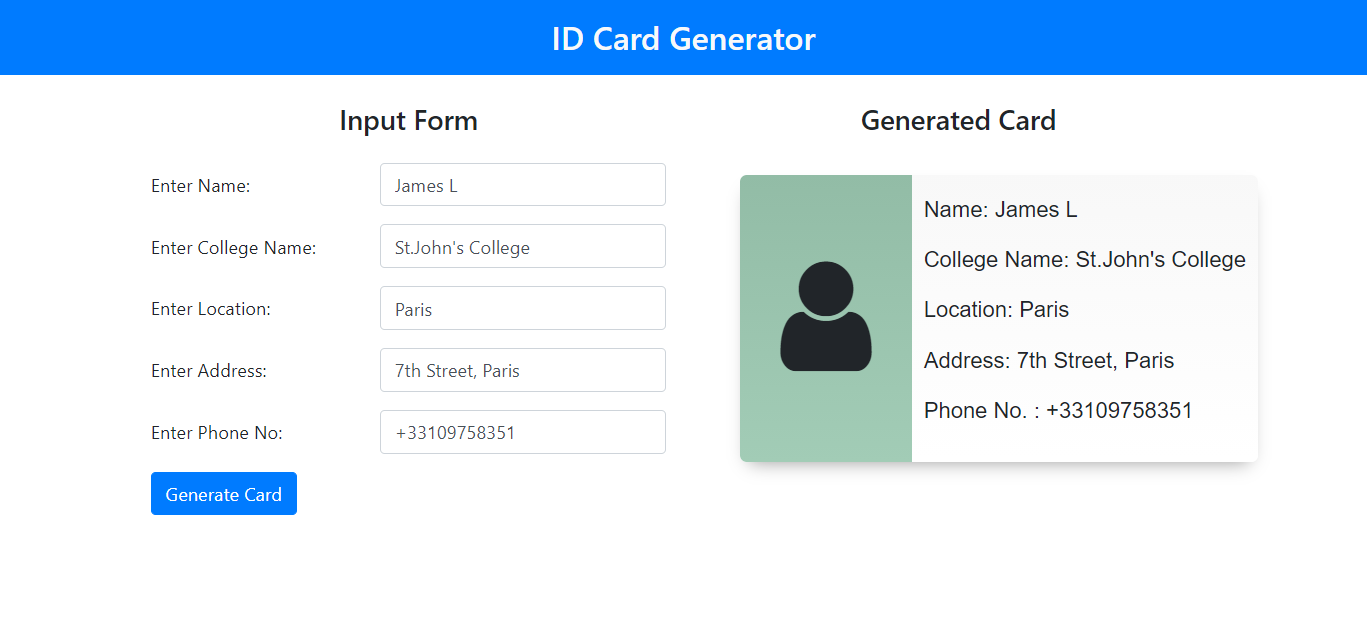 ID Card Generator
Input Form
Enter Name: James L
Enter College Name: St.John's College
Enter Location: Paris
Enter Address: 7th Street, Paris
Enter Phone No: +33109758351
Generate Card
Generated Card
Name: James L
College Name: St.John's College
Location: Paris
Address: 7th Street, Paris
Phone No. : +33109758351